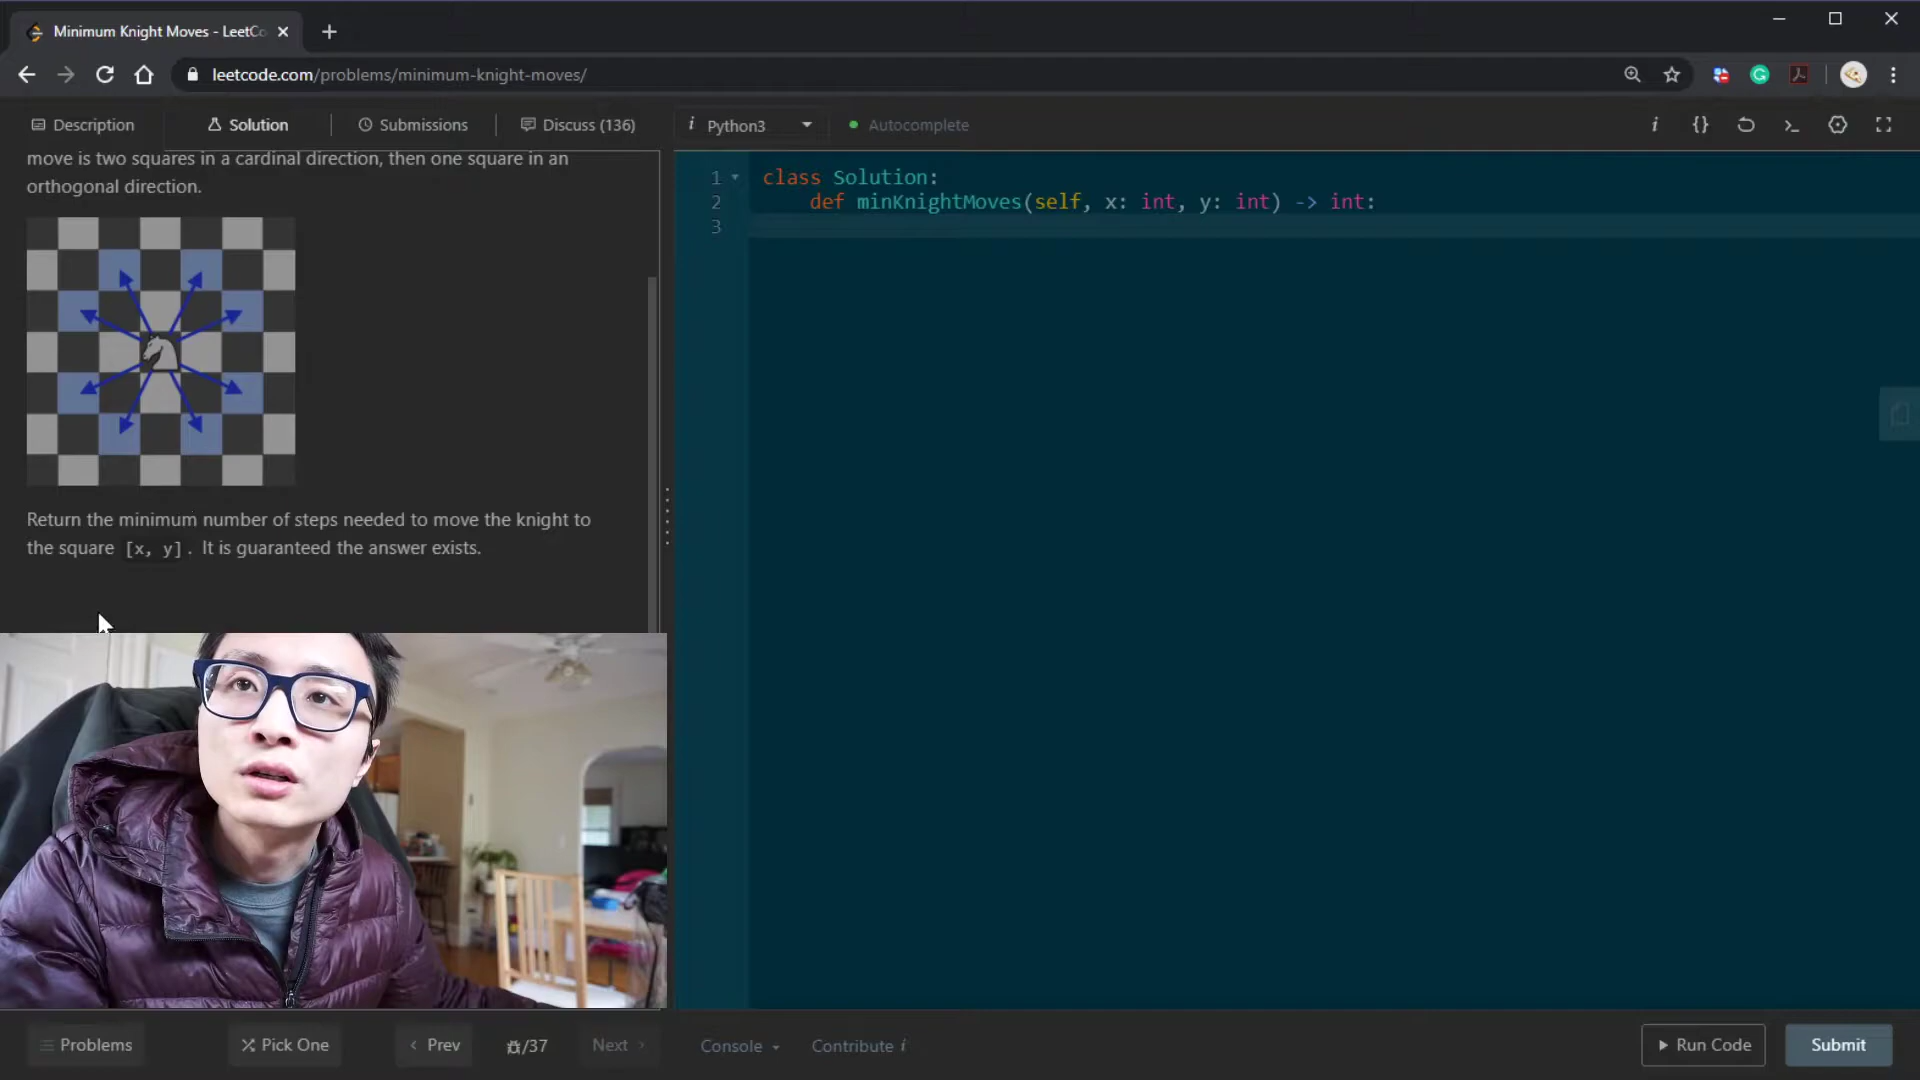 Minimum Knight Moves - LeetCo
leetcode.com/problems/minimum-knight-moves/
Description
Solution
Submissions
Discuss (136)
i Python3
Autocomplete
i {}
move is two squares in a cardinal direction, then one square in an
orthogonal direction.
Return the minimum number of steps needed to move the knight to
the square [x, y]. It is guaranteed the answer exists.
1 class Solution:
2 def minKnightMoves(self, x: int, y: int) -> int:
3
Problems
Pick One
Prev
/37
Next
Console
Contribute i
Run Code
Submit